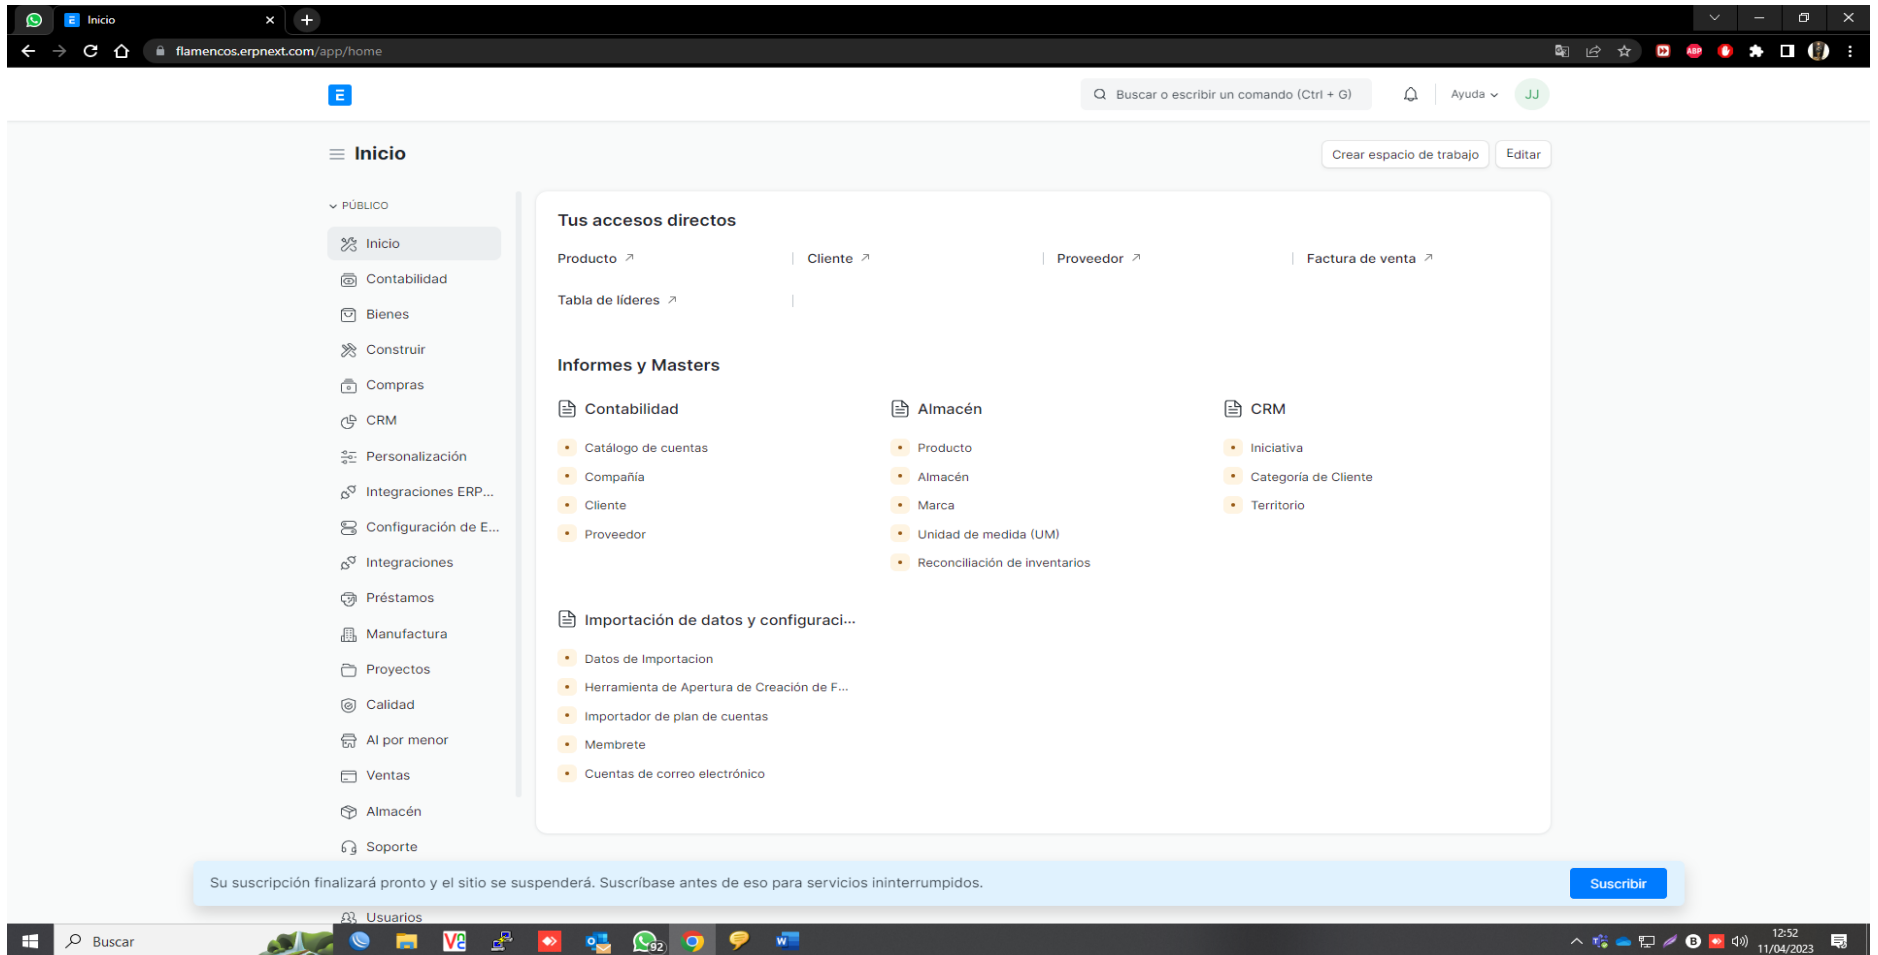 Inicio
flamencos.erpnext.com/app/home
ABP
E
Buscar o escribir un comando (Ctrl + G)
Ayuda
JJ
Inicio
Crear espacio de trabajo
Editar
PÚBLICO
Inicio
Contabilidad
Bienes
Construir
Compras
CRM
Personalización
Integraciones ERP...
Configuración de E...
Integraciones
Préstamos
Manufactura
Proyectos
Calidad
Al por menor
Ventas
Almacén
Soporte
Usuarios
Tus accesos directos
Producto
Cliente
Proveedor
Factura de venta
Tabla de líderes
Informes y Masters
Contabilidad
Catálogo de cuentas
Compañía
Cliente
Proveedor
Almacén
Producto
Almacén
Marca
Unidad de medida (UM)
Reconciliación de inventarios
CRM
Iniciativa
Categoría de Cliente
Territorio
Importación de datos y configuraci...
Datos de Importacion
Herramienta de Apertura de Creación de F...
Importador de plan de cuentas
Membrete
Cuentas de correo electrónico
Su suscripción finalizará pronto y el sitio se suspenderá. Suscríbase antes de eso para servicios ininterrumpidos.
Suscribir
Buscar
92
12:52
11/04/2023